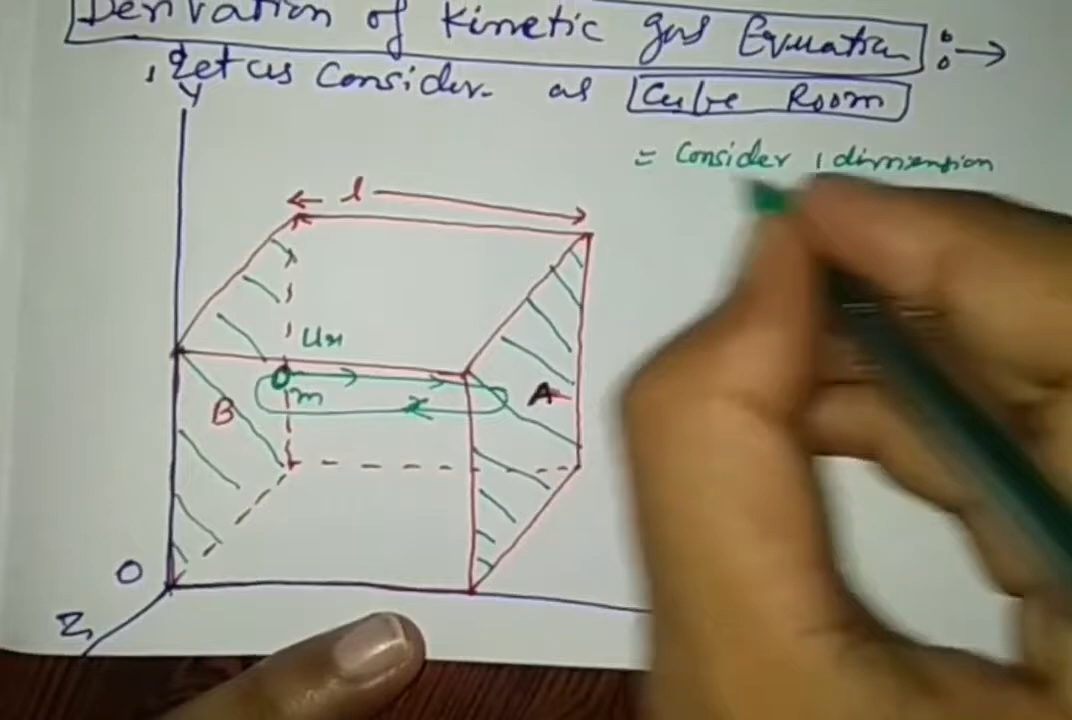 Derivation of Kinetic gas Equation :→
, Let us Consider as Cube Room
Y
= Consider 1 dimension
l
Ux
m
A
B
x
O
Z